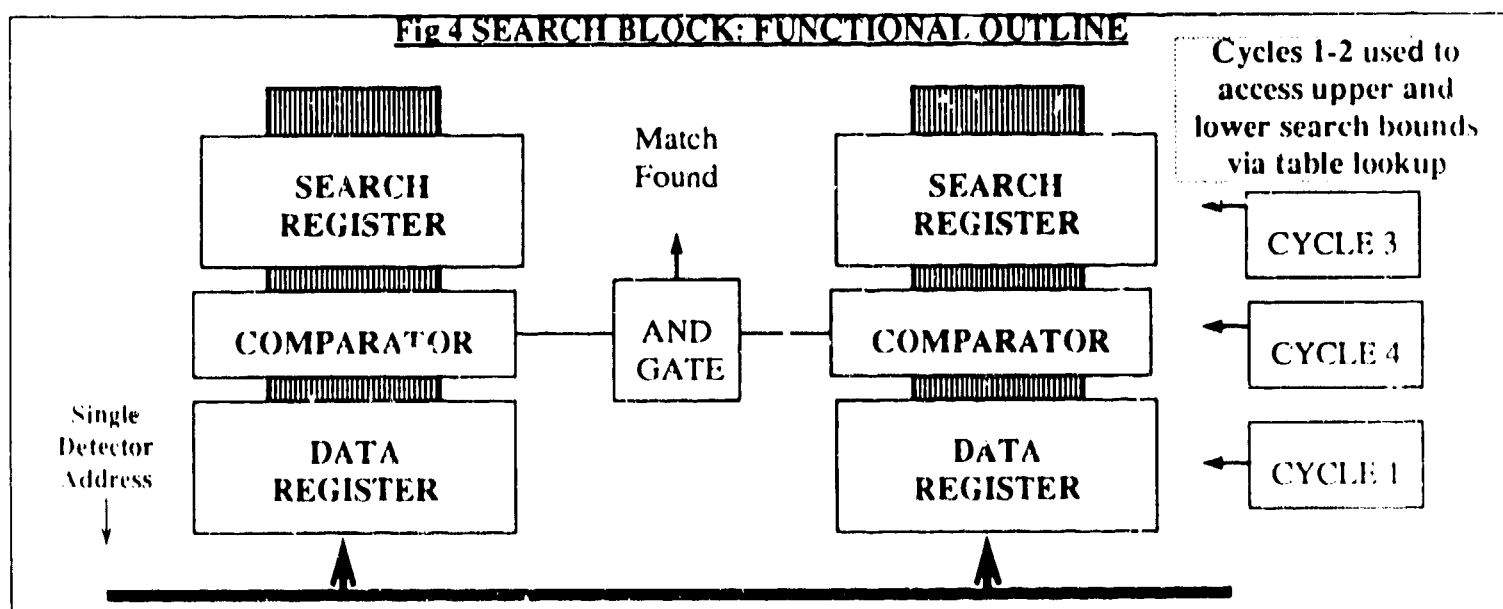 Fig 4 SEARCH BLOCK: FUNCTIONAL OUTLINE
Cycles 1-2 used to
access upper and
lower search bounds
via table lookup
SEARCH
REGISTER
Match
Found
SEARCH
REGISTER
CYCLE 3
COMPARATOR
AND
GATE
COMPARATOR
CYCLE 4
Single
Detector
Address
DATA
REGISTER
DATA
REGISTER
CYCLE 1